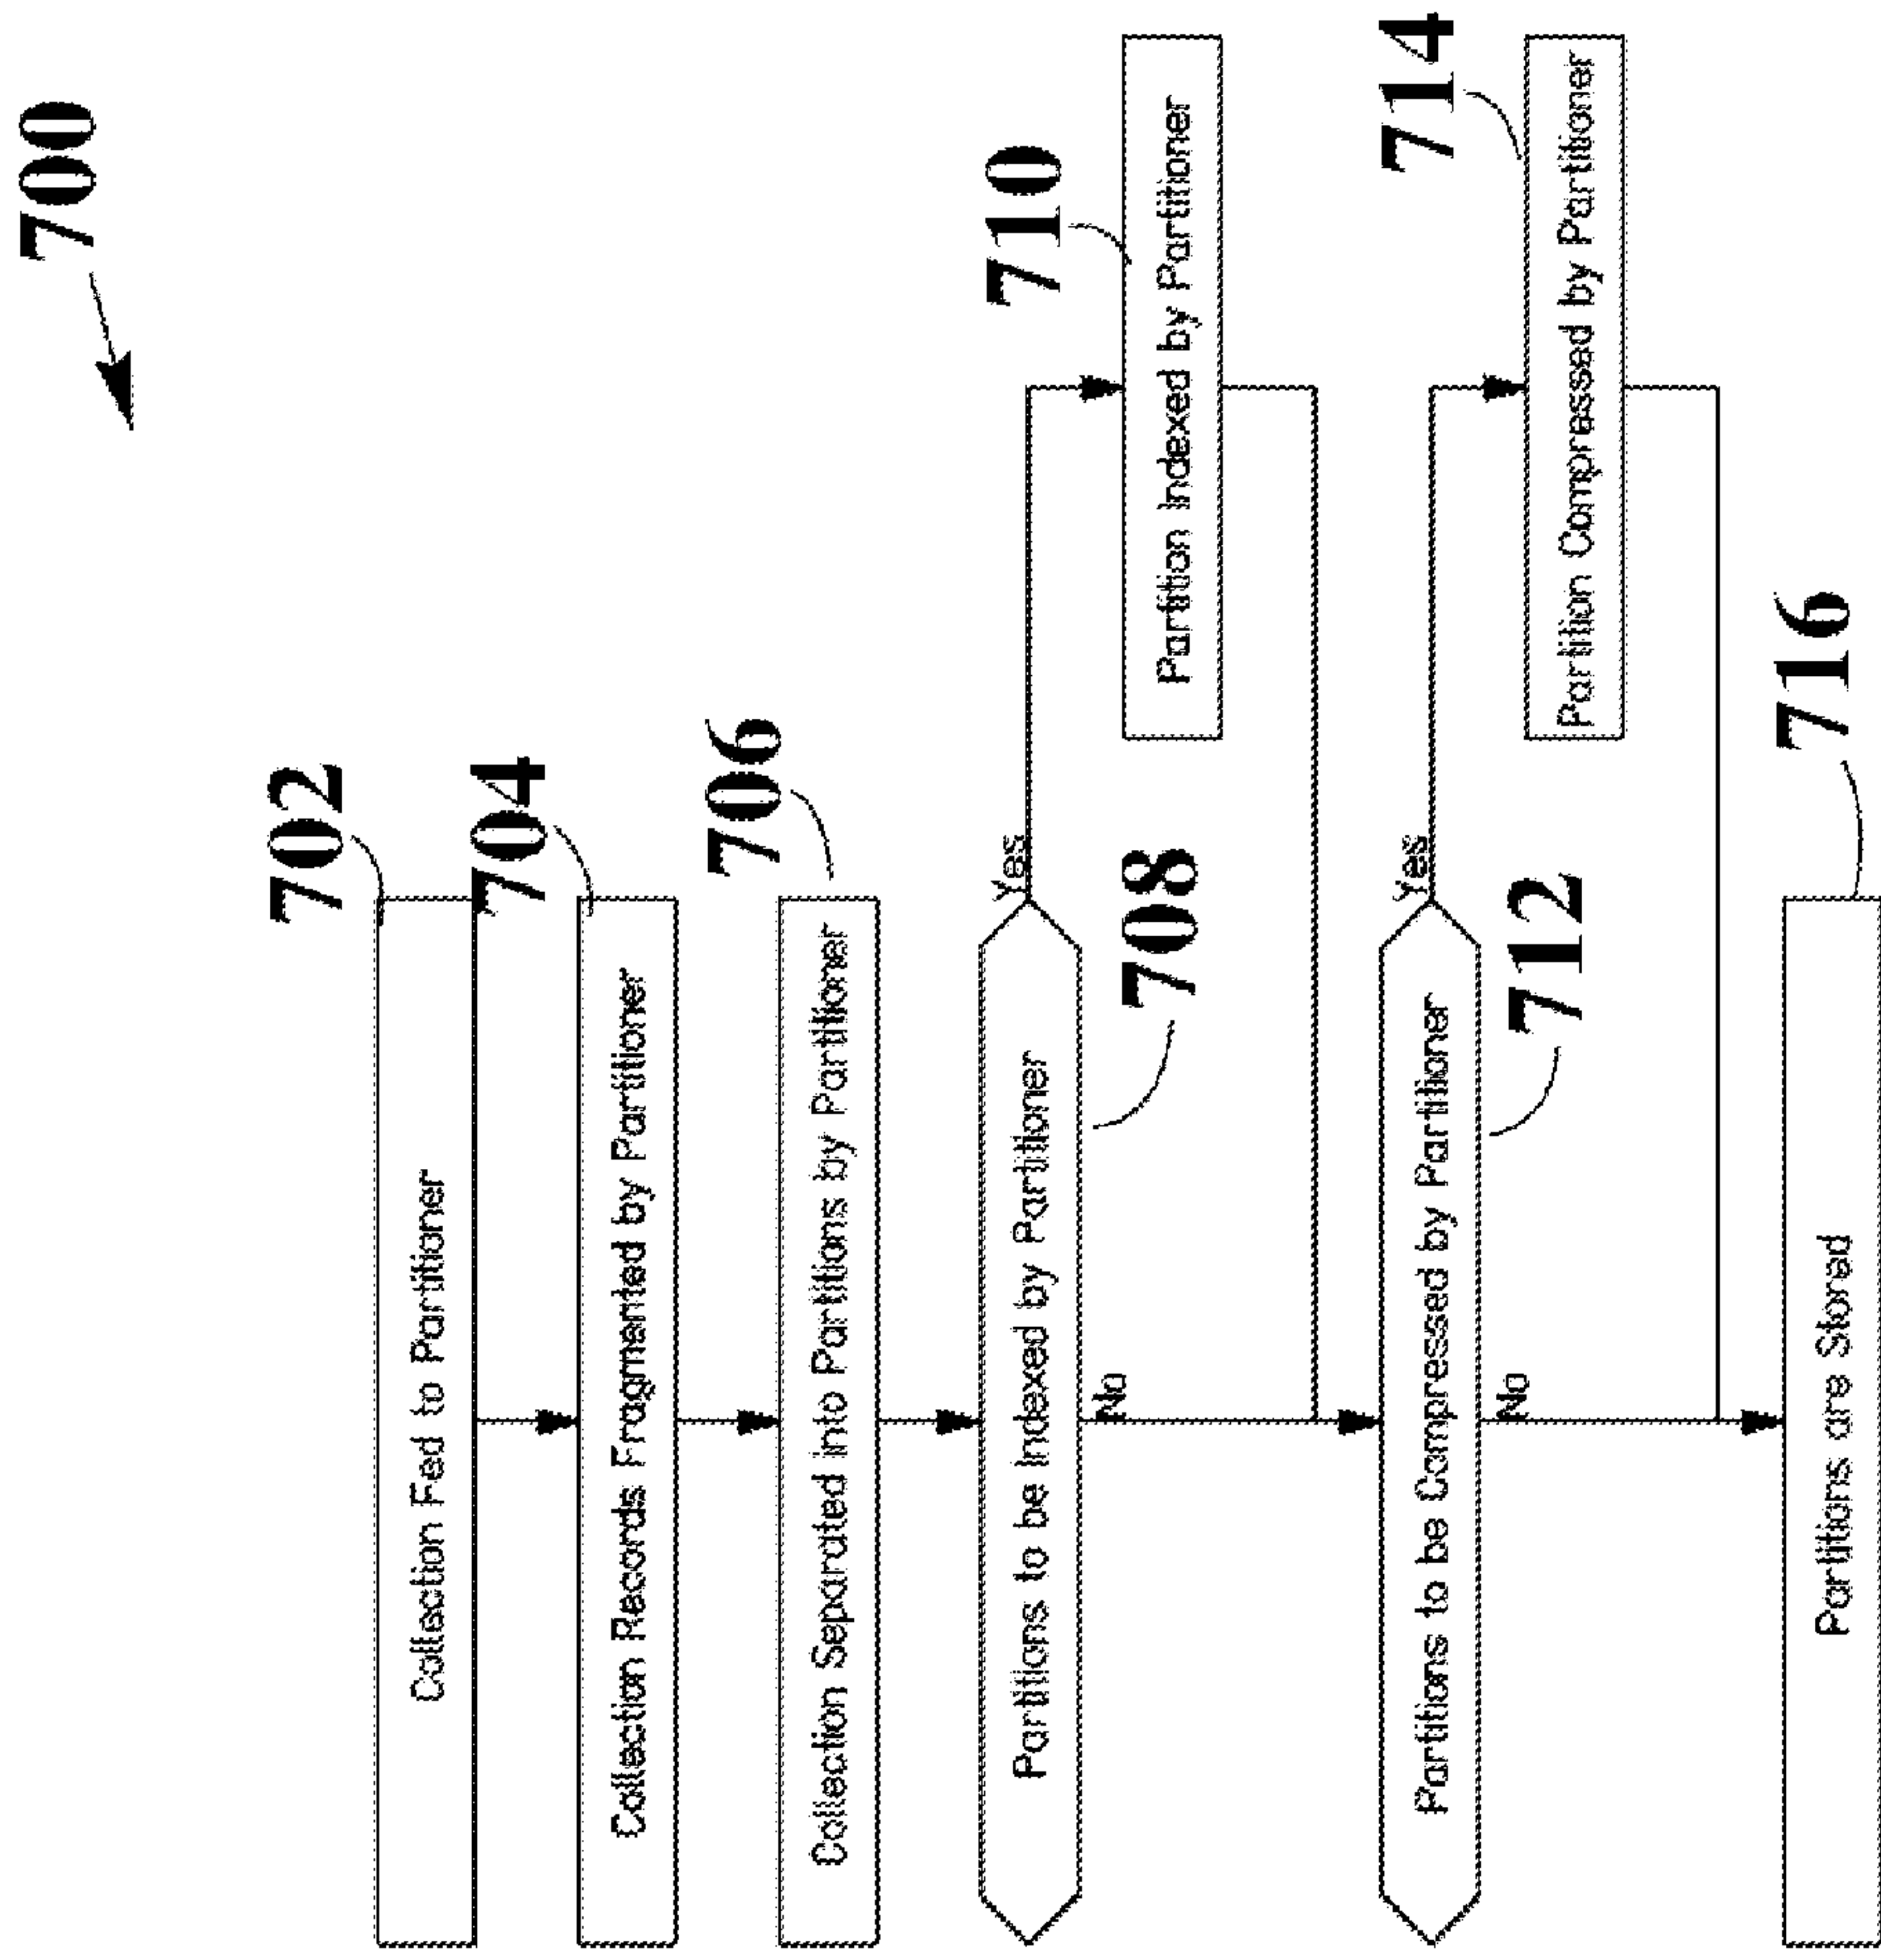 700
702
Collection Fed to Partitioner
704
Collection Records Fragmented by Partitioner
706
Collection Separated into Partitions by Partitioner
Partitions to be Indexed by Partitioner
Yes
708
No
710
Partition Indexed by Partitioner
Partitions to be Compressed by Partitioner
Yes
712
No
714
Partition Compressed by Partitioner
716
Partitions are Stored